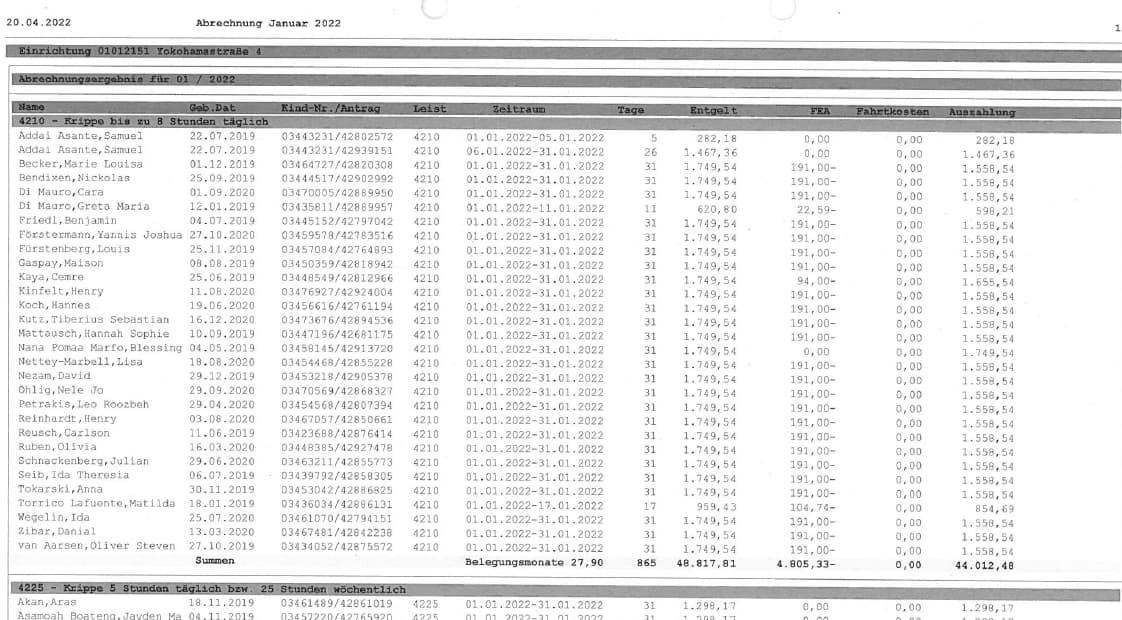 20.04.2022 Abrechnung Januar 2022 1
Einrichtung 01012151 Yokohamastraße 4
Abrechnungsergebnis für 01 / 2022
Name Geb.Dat Kind-Nr./Antrag Leist Zeitraum Tage Entgelt FEA Fahrtkosten Auszahlung
4210 - Krippe bis zu 8 Stunden täglich
Addai Asante,Samuel 22.07.2019 03443231/42802572 4210 01.01.2022-05.01.2022 5 282,18 0,00 0,00 282,18
Addai Asante,Samuel 22.07.2019 03443231/42939151 4210 06.01.2022-31.01.2022 26 1.467,36 0,00 0,00 1.467,36
Becker,Marie Louisa 01.12.2019 03464727/42820308 4210 01.01.2022-31.01.2022 31 1.749,54 191,00- 0,00 1.558,54
Bendixen,Nickolas 25.09.2019 03444517/42902992 4210 01.01.2022-31.01.2022 31 1.749,54 191,00- 0,00 1.558,54
Di Mauro,Cara 01.09.2020 03470005/42889950 4210 01.01.2022-31.01.2022 31 1.749,54 191,00- 0,00 1.558,54
Di Mauro,Greta Maria 12.01.2019 03435811/42889957 4210 01.01.2022-11.01.2022 11 620,80 22,59- 0,00 598,21
Friedl,Benjamin 04.07.2019 03445152/42797042 4210 01.01.2022-31.01.2022 31 1.749,54 191,00- 0,00 1.558,54
Förstermann,Yannis Joshua 27.10.2020 03459578/42783516 4210 01.01.2022-31.01.2022 31 1.749,54 191,00- 0,00 1.558,54
Fürstenberg,Louis 25.11.2019 03457084/42764893 4210 01.01.2022-31.01.2022 31 1.749,54 191,00- 0,00 1.558,54
Gaspay,Maison 08.08.2019 03450359/42818942 4210 01.01.2022-31.01.2022 31 1.749,54 191,00- 0,00 1.558,54
Kaya,Cemre 25.06.2019 03448549/42812966 4210 01.01.2022-31.01.2022 31 1.749,54 94,00- 0,00 1.655,54
Kinfelt,Henry 11.08.2020 03476927/42924004 4210 01.01.2022-31.01.2022 31 1.749,54 191,00- 0,00 1.558,54
Koch,Hannes 19.06.2020 03456616/42761194 4210 01.01.2022-31.01.2022 31 1.749,54 191,00- 0,00 1.558,54
Kutz,Tiberius Sebastian 16.12.2020 03473676/42894536 4210 01.01.2022-31.01.2022 31 1.749,54 191,00- 0,00 1.558,54
Mattausch,Hannah Sophie 10.09.2019 03447196/42681175 4210 01.01.2022-31.01.2022 31 1.749,54 191,00- 0,00 1.558,54
Nana Pomaa Marfo,Blessing 04.05.2019 03458145/42913720 4210 01.01.2022-31.01.2022 31 1.749,54 0,00 0,00 1.749,54
Nettey-Marbell,Lisa 18.08.2020 03454468/42855228 4210 01.01.2022-31.01.2022 31 1.749,54 191,00- 0,00 1.558,54
Nezam,David 29.12.2019 03453218/42905378 4210 01.01.2022-31.01.2022 31 1.749,54 191,00- 0,00 1.558,54
Öhlig,Nele Jo 29.09.2020 03470569/42868327 4210 01.01.2022-31.01.2022 31 1.749,54 191,00- 0,00 1.558,54
Petrakis,Leo Roozbeh 29.04.2020 03454568/42807394 4210 01.01.2022-31.01.2022 31 1.749,54 191,00- 0,00 1.558,54
Reinhardt,Henry 03.08.2020 03467057/42850661 4210 01.01.2022-31.01.2022 31 1.749,54 191,00- 0,00 1.558,54
Reusch,Carlson 11.06.2019 03423688/42876414 4210 01.01.2022-31.01.2022 31 1.749,54 191,00- 0,00 1.558,54
Ruben,Olivia 16.03.2020 03448385/42927478 4210 01.01.2022-31.01.2022 31 1.749,54 191,00- 0,00 1.558,54
Schnackenberg,Julian 29.06.2020 03463211/42855773 4210 01.01.2022-31.01.2022 31 1.749,54 191,00- 0,00 1.558,54
Seib,Ida Theresia 06.07.2019 03439792/42858305 4210 01.01.2022-31.01.2022 31 1.749,54 191,00- 0,00 1.558,54
Tokarski,Anna 30.11.2019 03453042/42886825 4210 01.01.2022-31.01.2022 31 1.749,54 191,00- 0,00 1.558,54
Torrico Lafuente,Matilda 18.01.2019 03436034/42886131 4210 01.01.2022-17.01.2022 17 959,43 104,74- 0,00 854,69
Wegelin,Ida 25.07.2020 03461070/42794151 4210 01.01.2022-31.01.2022 31 1.749,54 191,00- 0,00 1.558,54
Zibar,Danial 13.03.2020 03467481/42842238 4210 01.01.2022-31.01.2022 31 1.749,54 191,00- 0,00 1.558,54
van Aarsen,Oliver Steven 27.10.2019 03434052/42875572 4210 01.01.2022-31.01.2022 31 1.749,54 191,00- 0,00 1.558,54
Summen Belegungsmonate 27,90 865 48.817,81 4.805,33- 0,00 44.012,48
4225 - Krippe 5 Stunden täglich bzw. 25 Stunden wöchentlich
Akan,Aras 18.11.2019 03461489/42861019 4225 01.01.2022-31.01.2022 31 1.298,17 0,00 0,00 1.298,17
Asamoah Boateng,Jayden Ma 04.11.2019 03457220/42765920 4225 01.01.2022-31.01.2022 31